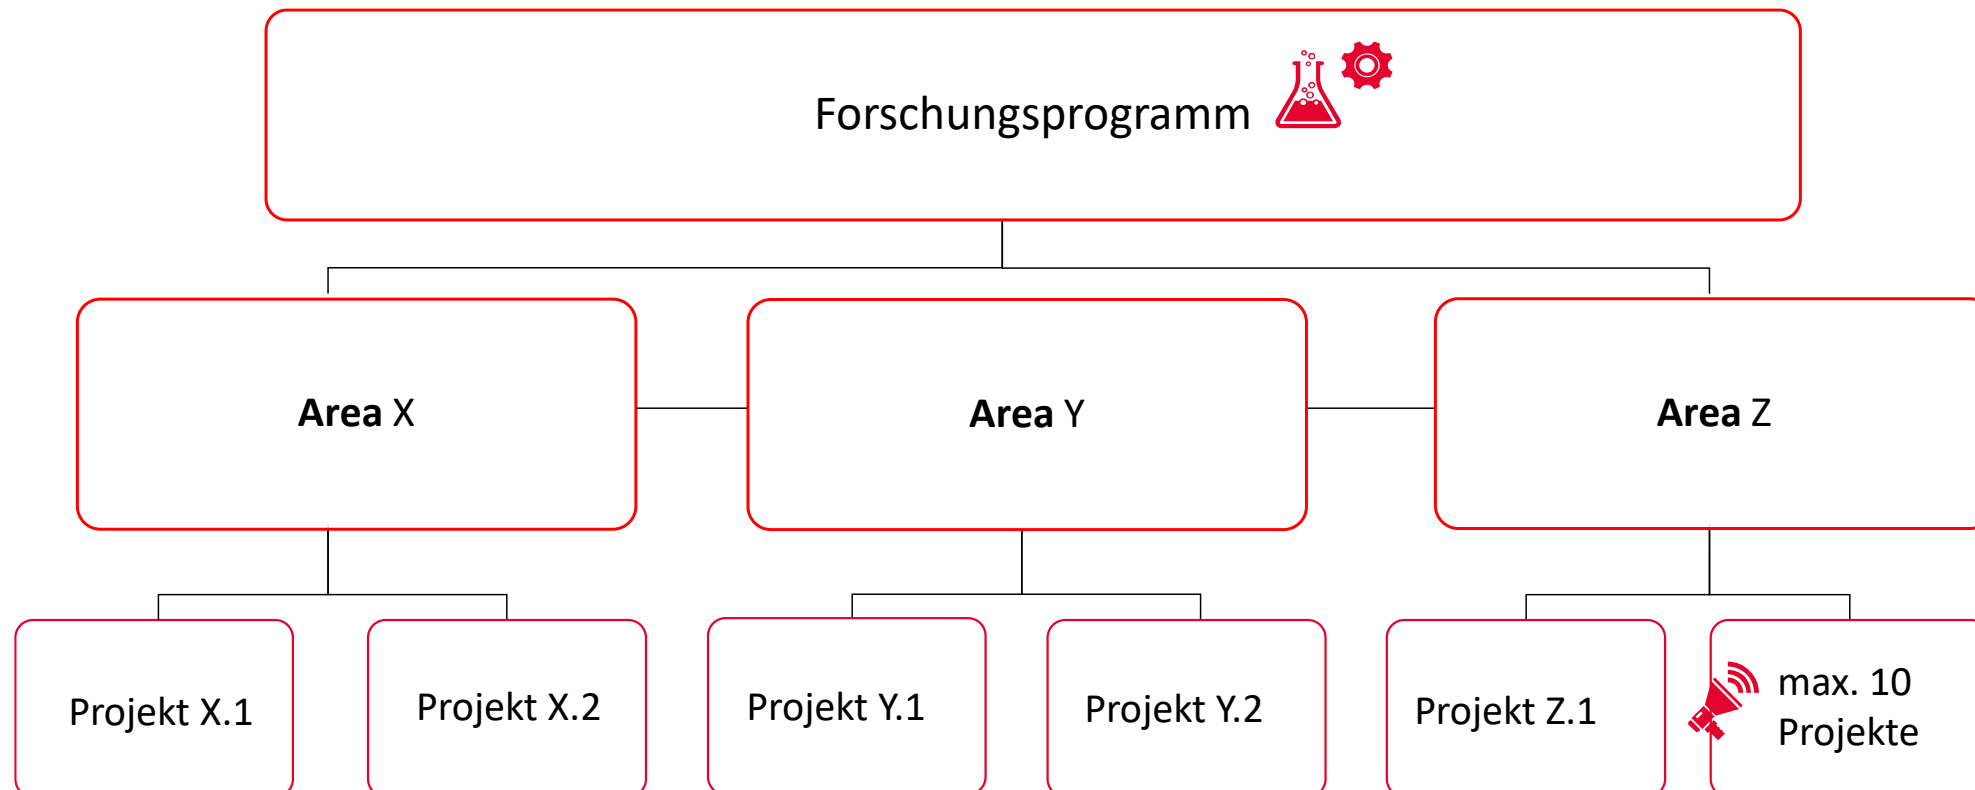 Forschungsprogramm
Area X
Area Y
Area Z
Projekt X.1
Projekt X.2
Projekt Y.1
Projekt Y.2
Projekt Z.1
max. 10
Projekte